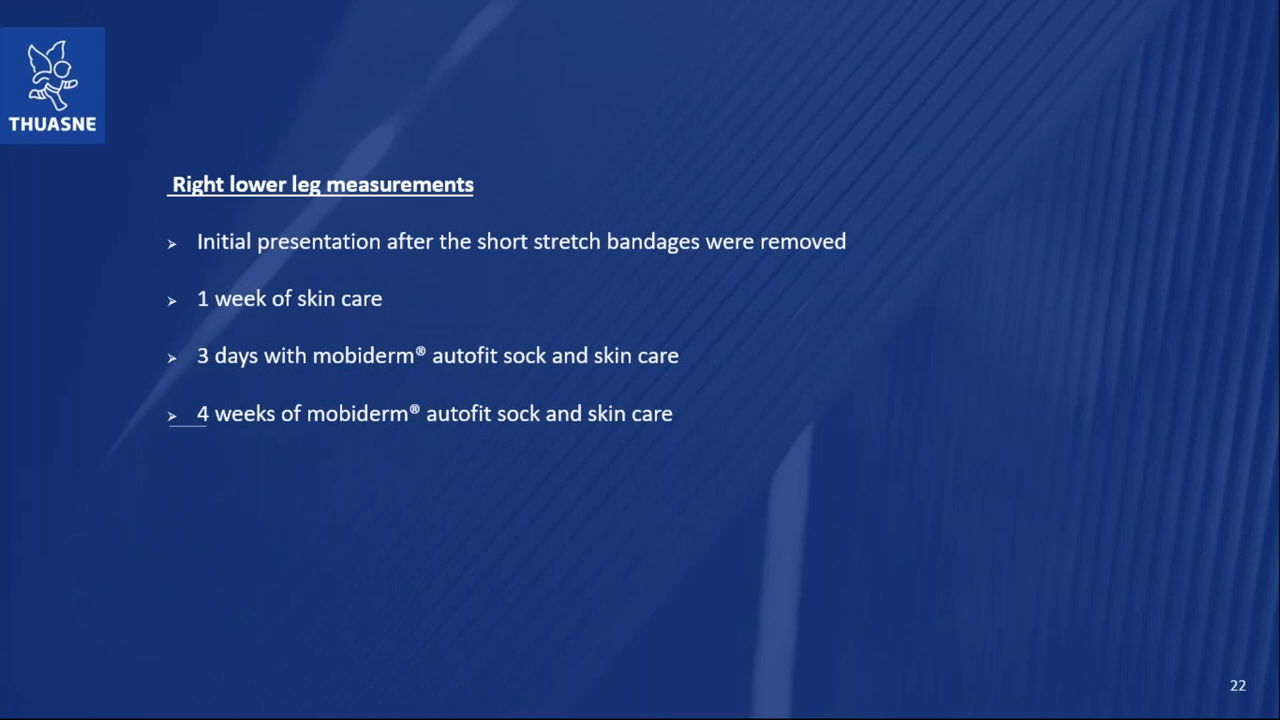 THUASNE
Right lower leg measurements
➢ Initial presentation after the short stretch bandages were removed
➢ 1 week of skin care
➢ 3 days with mobiderm® autofit sock and skin care
➢ 4 weeks of mobiderm® autofit sock and skin care
22